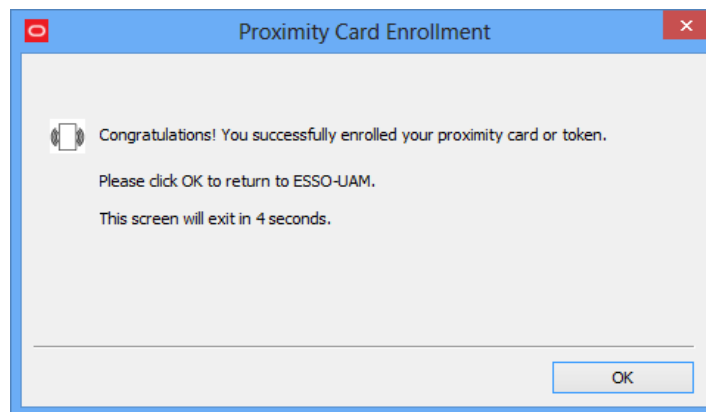 Proximity Card Enrollment
Congratulations! You successfully enrolled your proximity card or token.
Please click OK to return to ESSO-UAM.
This screen will exit in 4 seconds.
OK